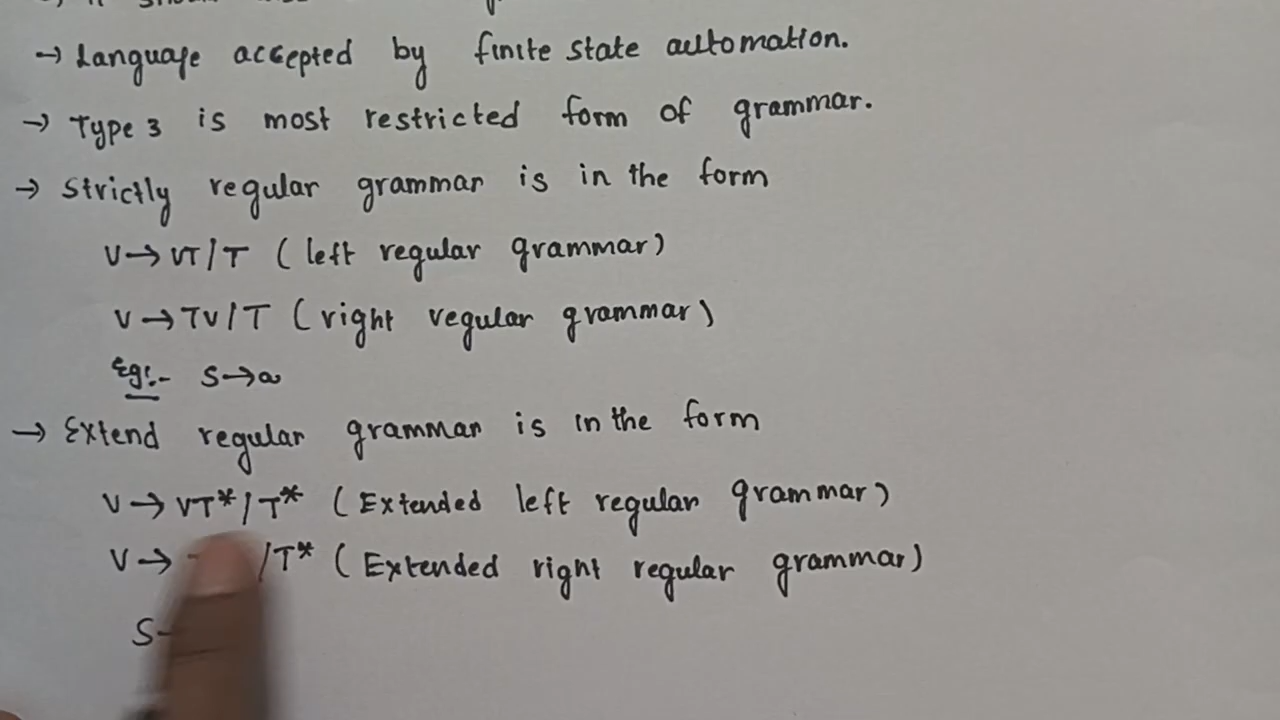 → Language accepted by finite state automation.
→ Type 3 is most restricted form of grammar.
→ Strictly regular grammar is in the form
V→VT/T (left regular grammar)
V→TV/T (right regular grammar)
Eg:- S→a
→ Extend regular grammar is in the form
V→VT*/T* (Extended left regular grammar)
V→ /T* (Extended right regular grammar)
S-